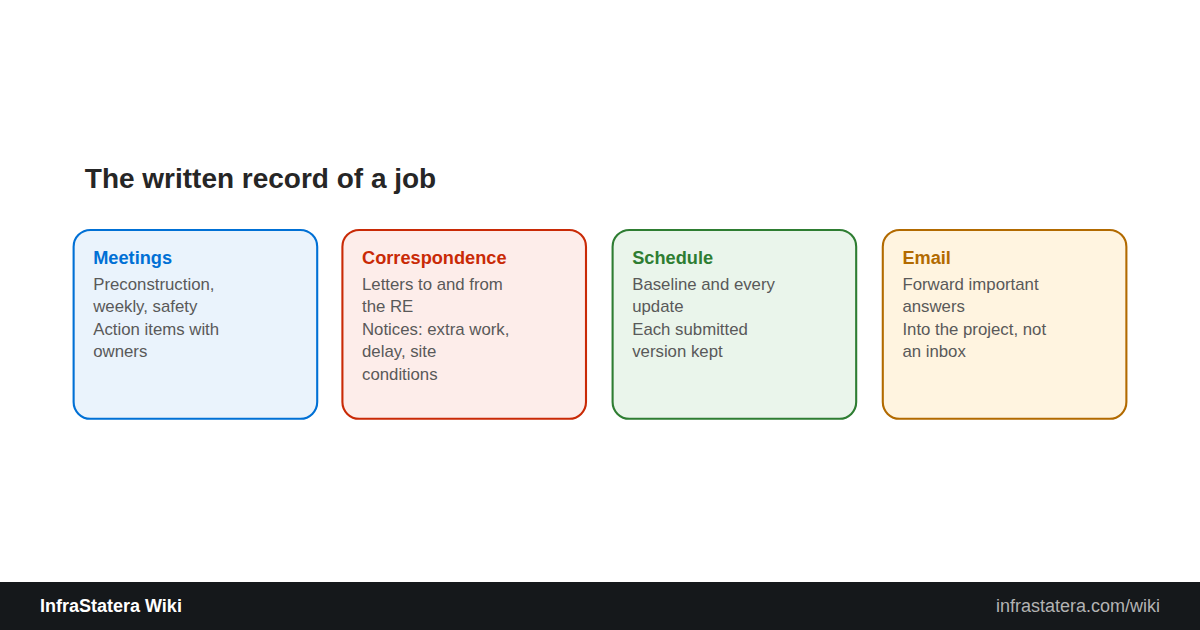 The written record of a job
Meetings
Preconstruction,
weekly, safety
Action items with
owners
Correspondence
Letters to and from
the RE
Notices: extra work,
delay, site
conditions
Schedule
Baseline and every
update
Each submitted
version kept
Email
Forward important
answers
Into the project, not
an inbox
InfraStatera Wiki
infrastatera.com/wiki